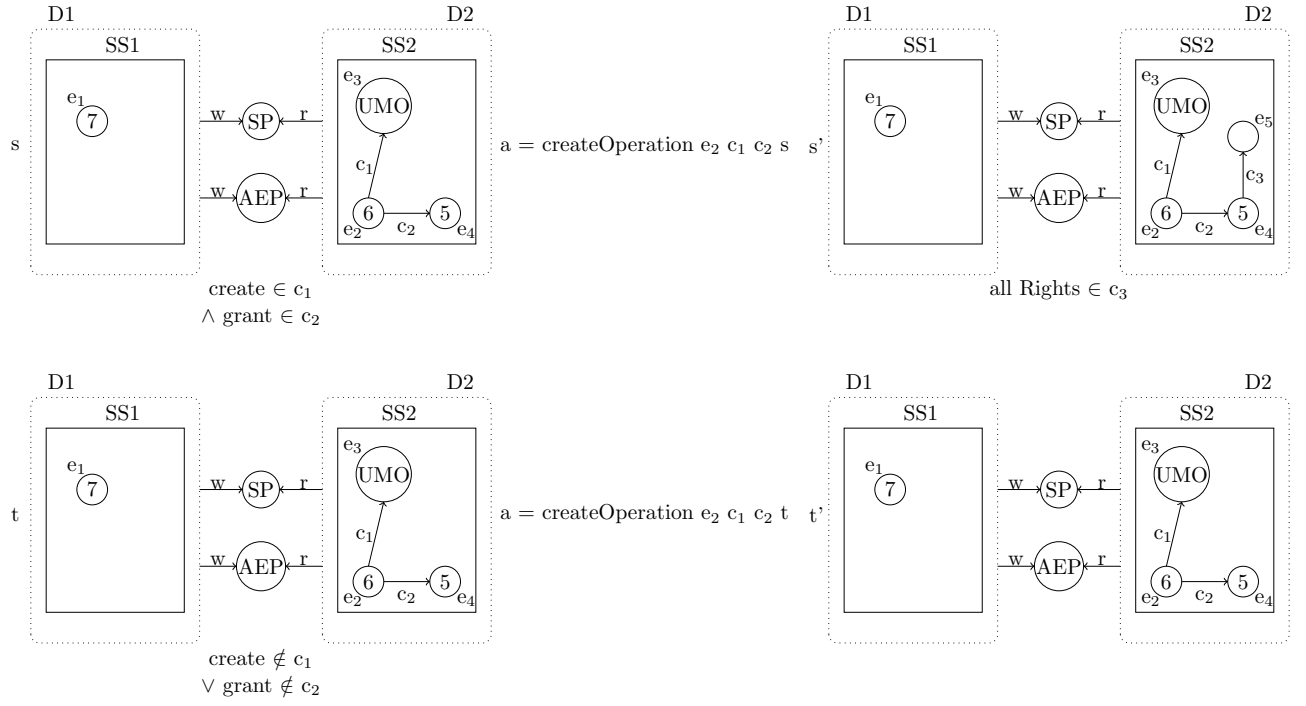 D1 D2 D1 D2
SS1 SS2 SS1 SS2
e₃ UMO e₃ UMO
e₁ 7 w SP r e₁ 7 w SP r e₅
s a = createOperation e₂ c₁ c₂ s s’
c₁ c₁ c₃
w AEP r w AEP r
6 5 6 5
e₂ c₂ e₄ e₂ c₂ e₄
create ∈ c₁ all Rights ∈ c₃
∧ grant ∈ c₂
D1 D2 D1 D2
SS1 SS2 SS1 SS2
e₃ UMO e₃ UMO
e₁ 7 w SP r e₁ 7 w SP r
t a = createOperation e₂ c₁ c₂ t t’
c₁ c₁
w AEP r w AEP r
6 5 6 5
e₂ c₂ e₄ e₂ c₂ e₄
create ∉ c₁
∨ grant ∉ c₂